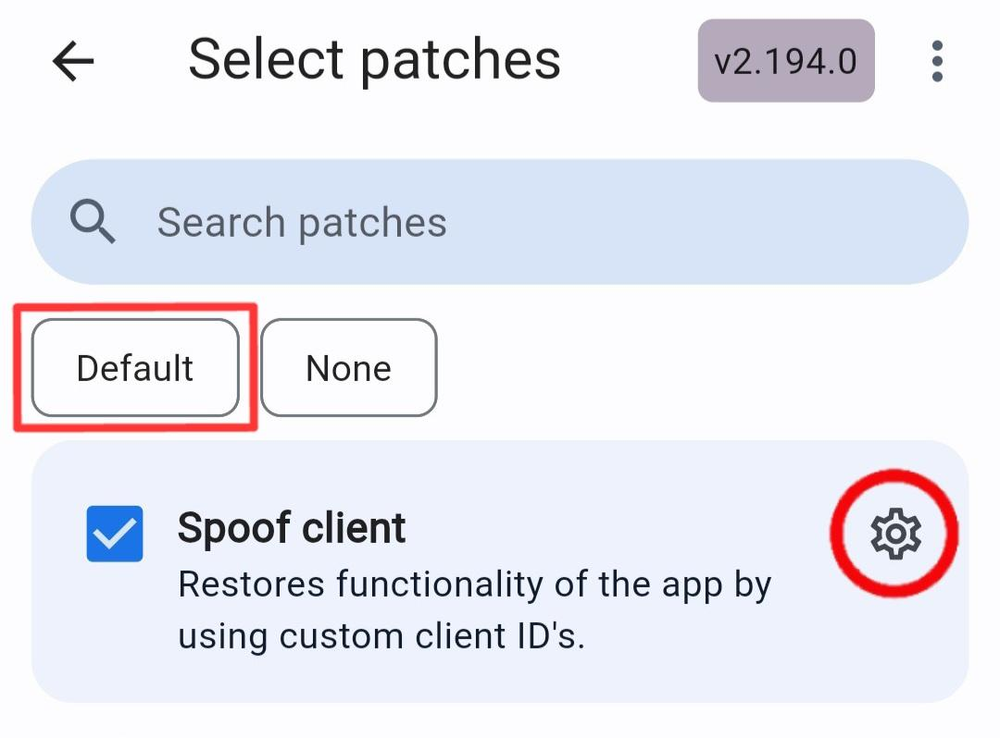 Select patches
v2.194.0
Search patches
Default
None
Spoof client
Restores functionality of the app by
using custom client ID's.